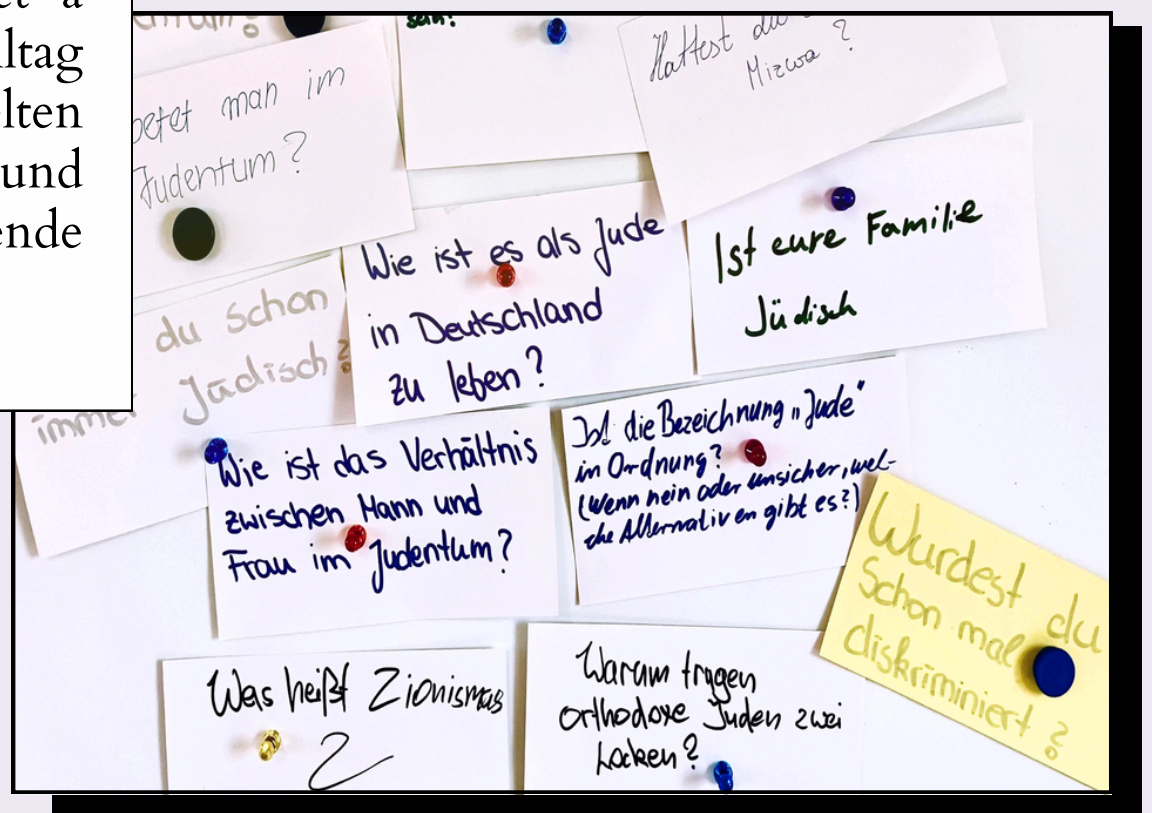 ltag
lten
und
ende
sein!
Hattest du
Mizwa ?
betet man im
Judentum?
Wie ist es als Jude
in Deutschland
zu leben?
Ist eure Familie
Jüdisch
du schon
immer Jüdisch?
Wie ist das Verhältnis
zwischen Mann und
Frau im Judentum?
Ist die Bezeichnung „Jude“
in Ordnung?
(Wenn nein oder unsicher, wel-
che Alternativen gibt es?)
Wurdest du
Schon mal
diskriminiert?
Was heißt Zionismus
?
Warum tragen
orthodoxe Juden zwei
Locken?